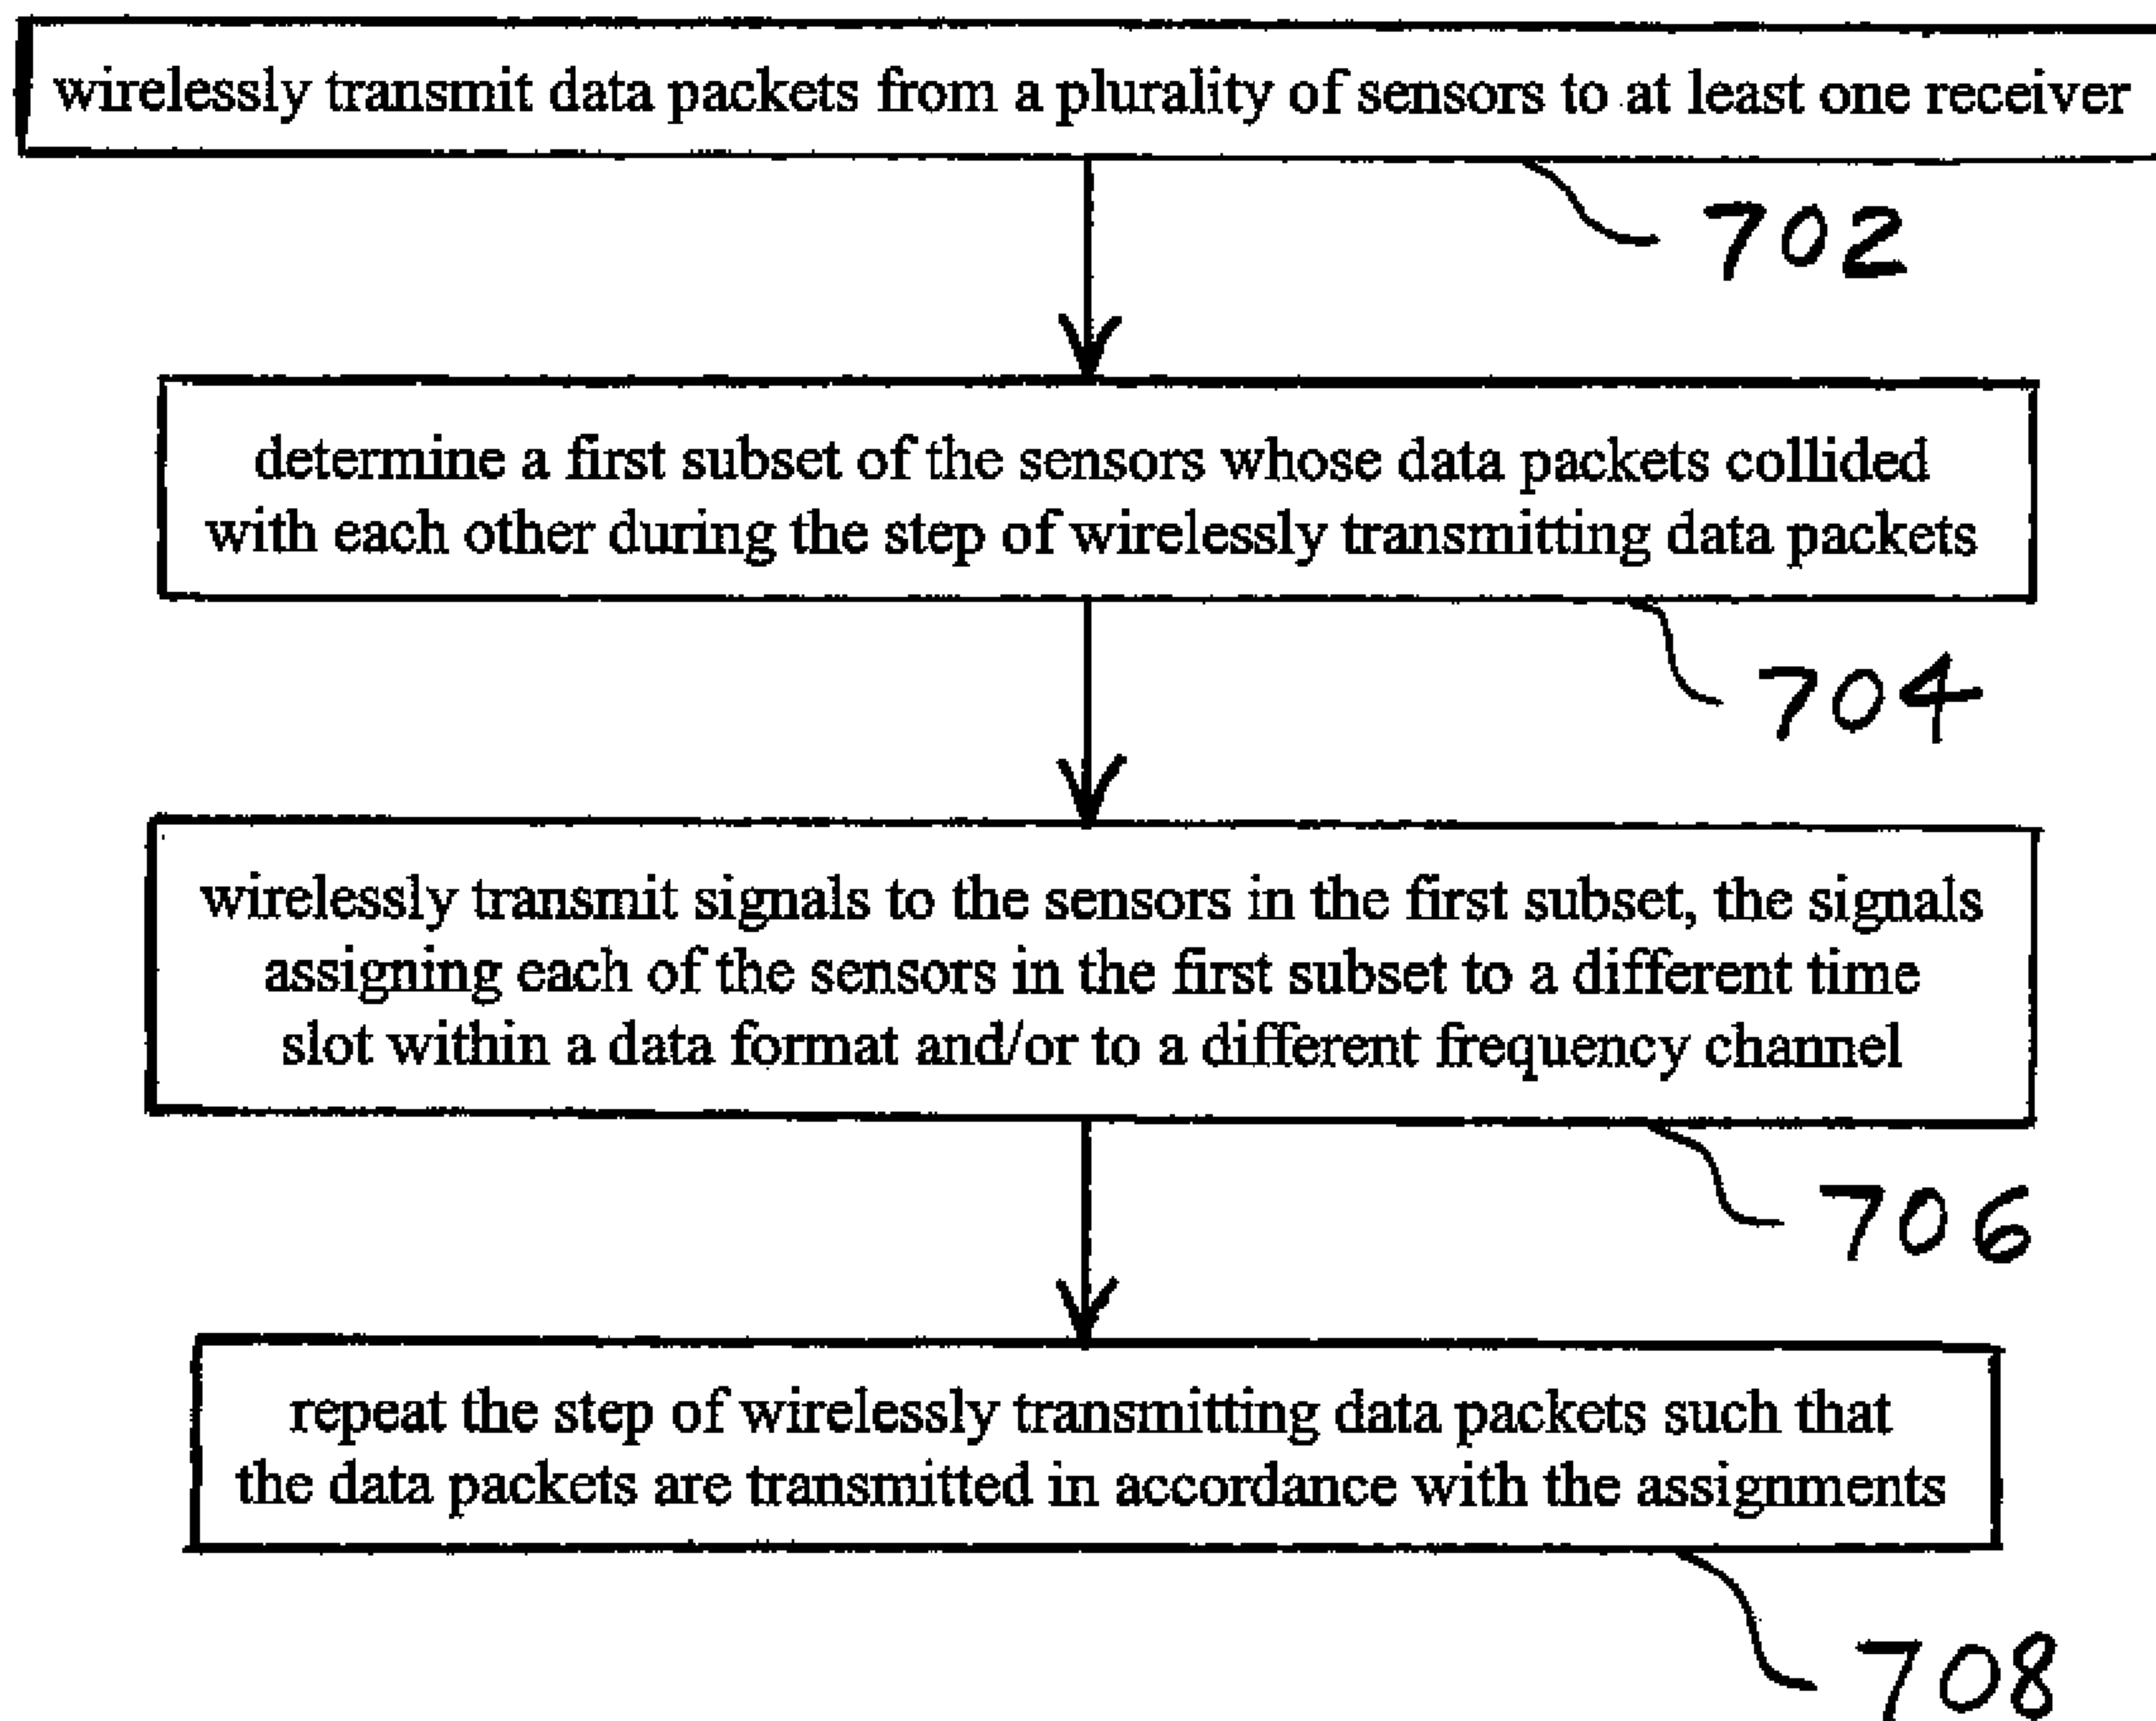 wirelessly transmit data packets from a plurality of sensors to at least one receiver
702
determine a first subset of the sensors whose data packets collided
with each other during the step of wirelessly transmitting data packets
704
wirelessly transmit signals to the sensors in the first subset, the signals
assigning each of the sensors in the first subset to a different time
slot within a data format and/or to a different frequency channel
706
repeat the step of wirelessly transmitting data packets such that
the data packets are transmitted in accordance with the assignments
708